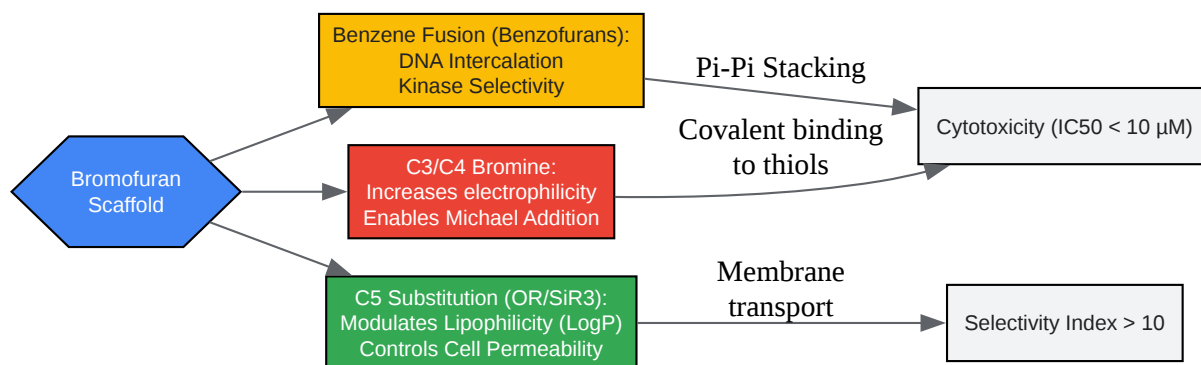 Bromofuran
Scaffold
Benzene Fusion (Benzofurans):
DNA Intercalation
Kinase Selectivity
Pi-Pi Stacking
Cytotoxicity (IC50 < 10 µM)
C3/C4 Bromine:
Increases electrophilicity
Enables Michael Addition
Covalent binding
to thiols
C5 Substitution (OR/SiR3):
Modulates Lipophilicity (LogP)
Controls Cell Permeability
Membrane
transport
Selectivity Index > 10